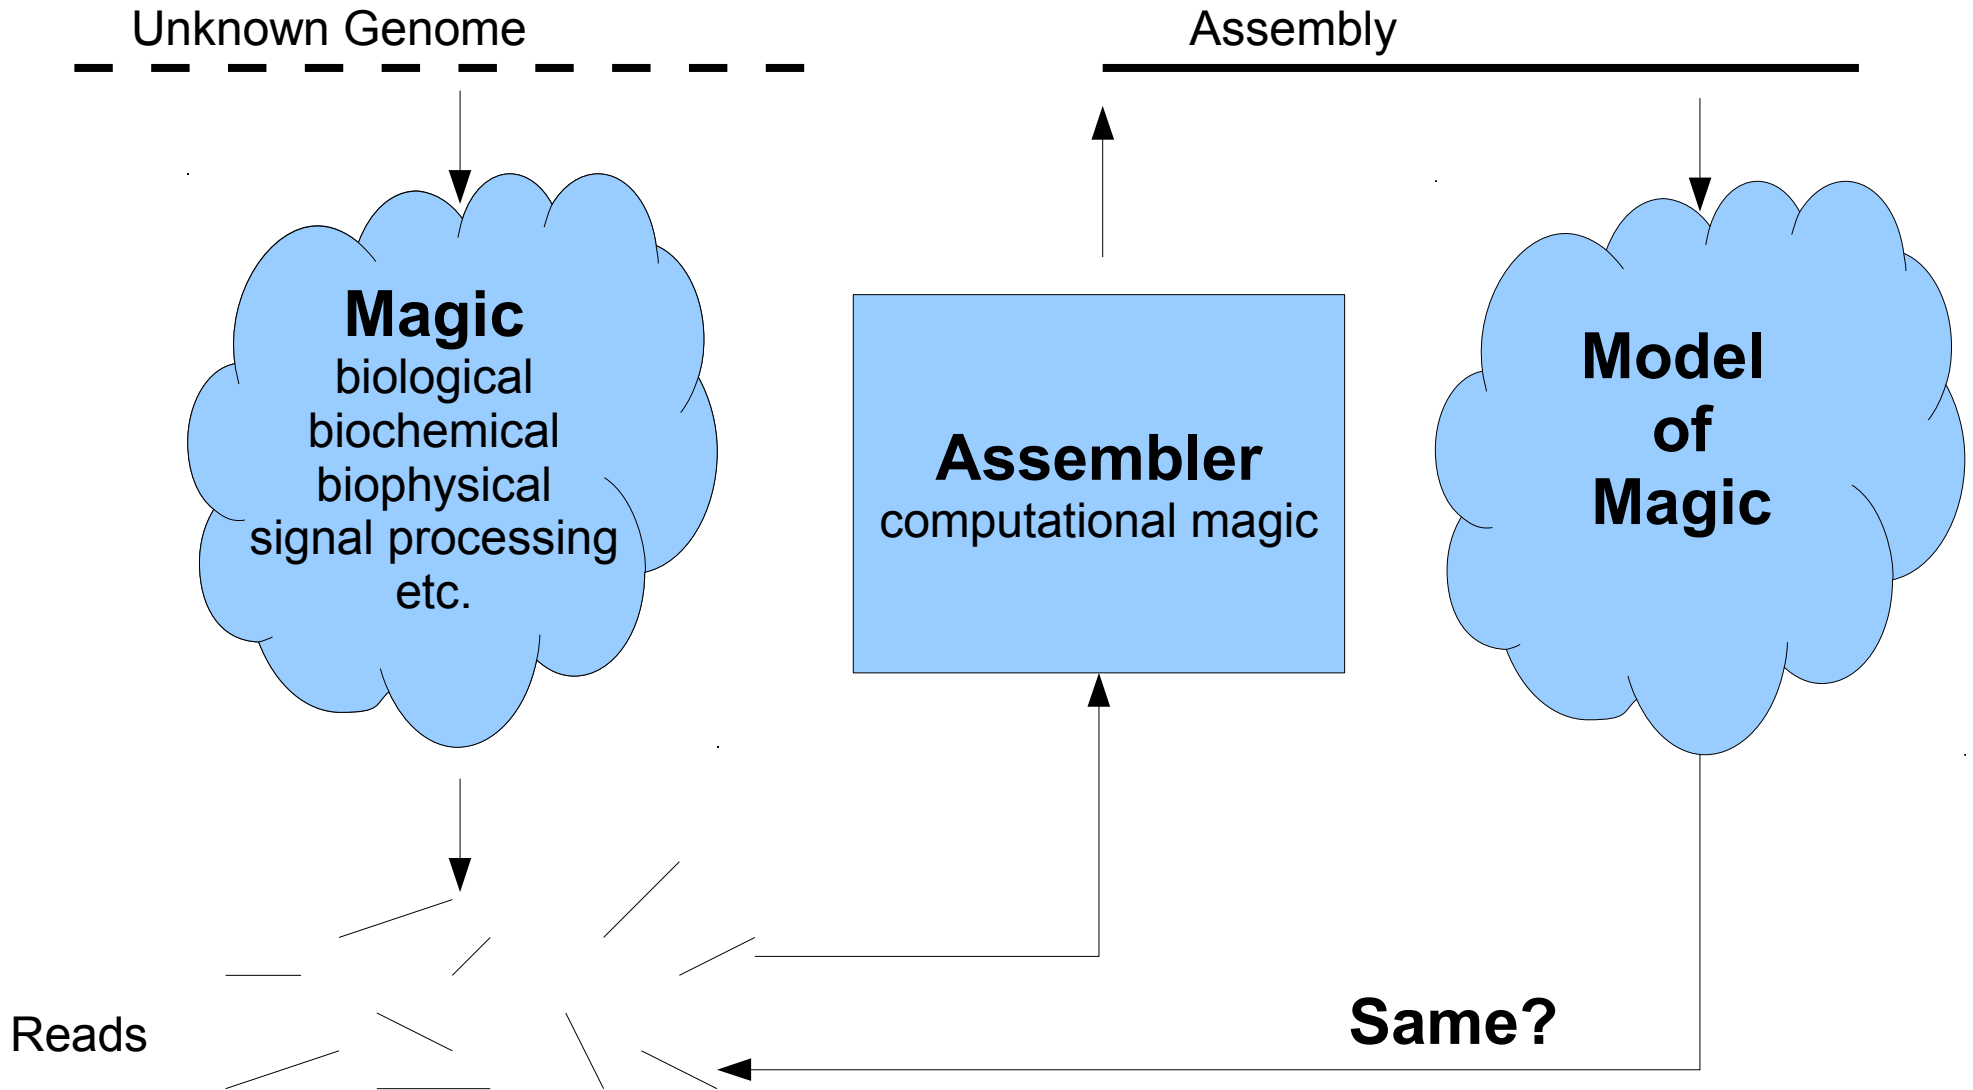 Unknown Genome
Assembly
Magic
biological
biochemical
biophysical
signal processing
etc.
Assembler
computational magic
Model
of
Magic
Reads
Same?